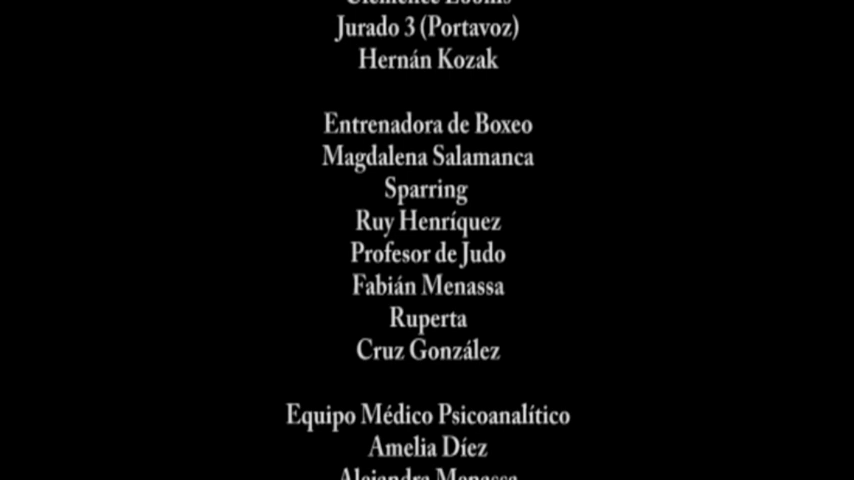 Clemence Loonis
Jurado 3 (Portavoz)
Hernán Kozak
Entrenadora de Boxeo
Magdalena Salamanca
Sparring
Ruy Henríquez
Profesor de Judo
Fabián Menassa
Ruperta
Cruz González
Equipo Médico Psicoanalítico
Amelia Díez
Alejandra Menassa